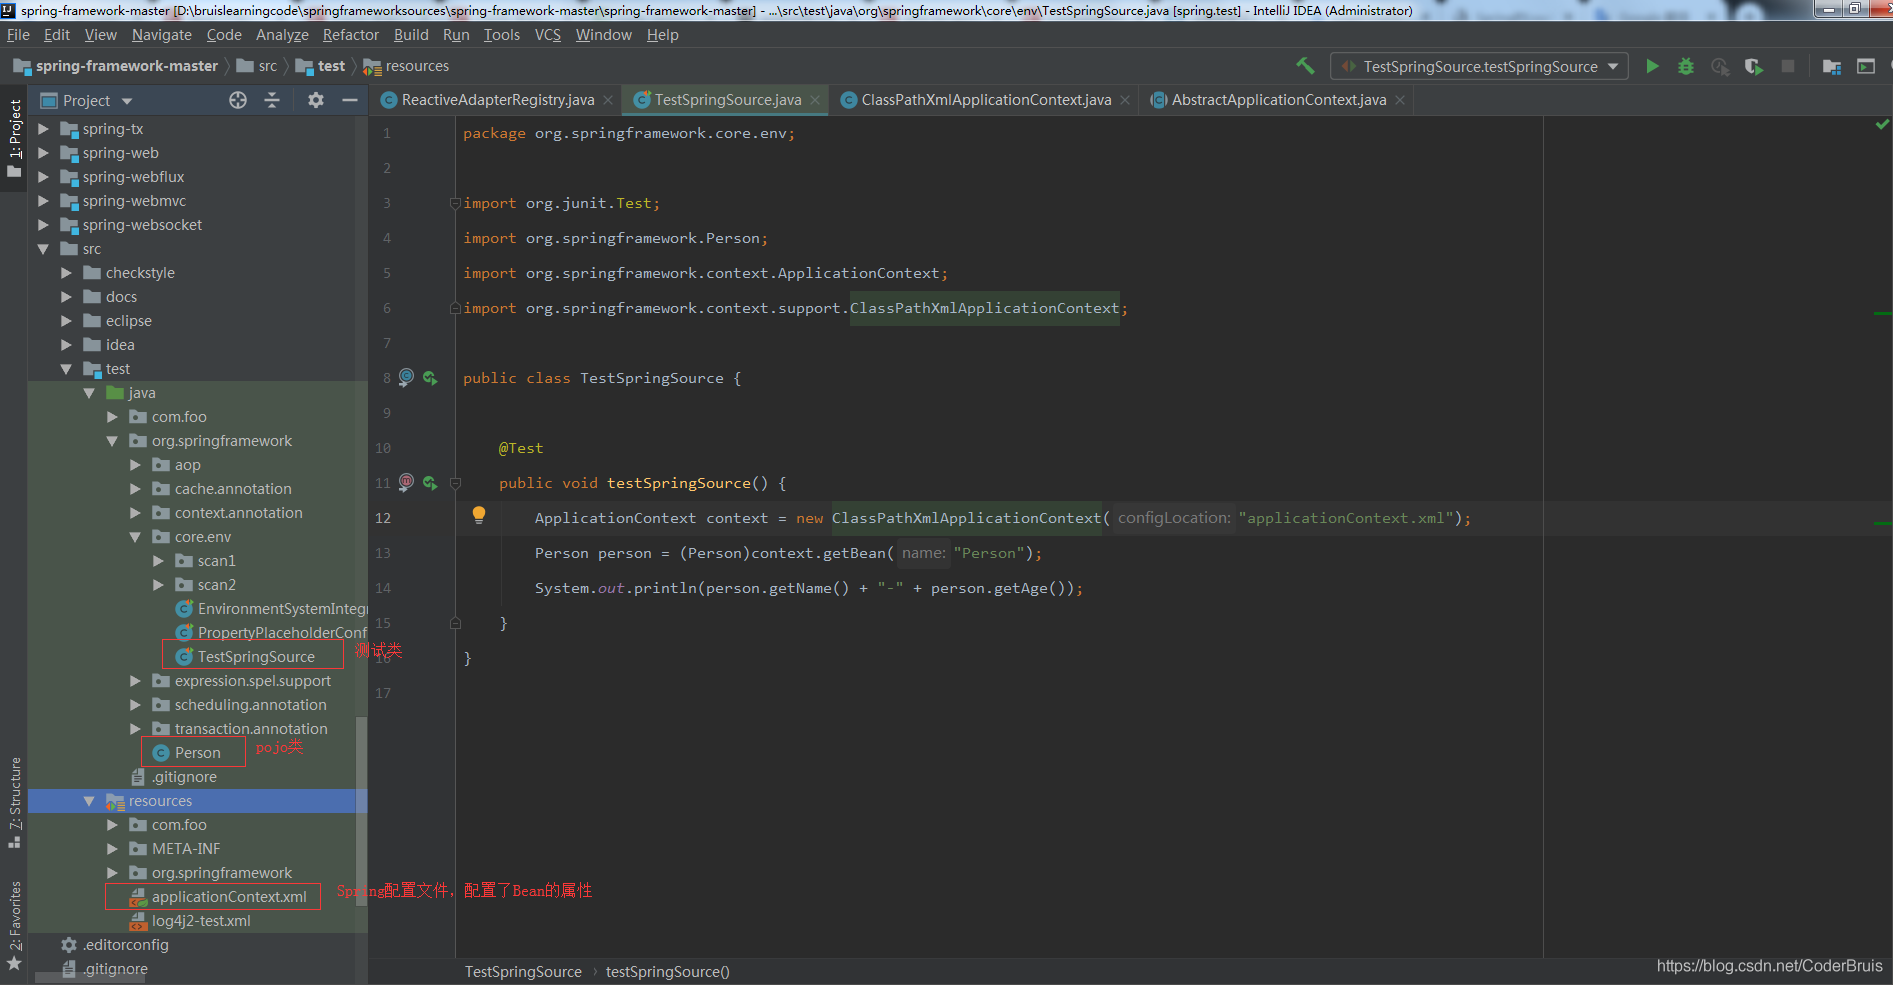 spring-framework-master [D:\bruislearningcode\springframeworksources\spring-framework-master\spring-framework-master] - ...\src\test\java\org\springframework\core\env\TestSpringSource.java [spring.test] - IntelliJ IDEA (Administrator)
File Edit View Navigate Code Analyze Refactor Build Run Tools VCS Window Help
spring-framework-master src test resources
TestSpringSource.testSpringSource
Project
ReactiveAdapterRegistry.java TestSpringSource.java ClassPathXmlApplicationContext.java AbstractApplicationContext.java
1: Project
7: Structure
2: Favorites
spring-tx
spring-web
spring-webflux
spring-webmvc
spring-websocket
src
checkstyle
docs
eclipse
idea
test
java
com.foo
org.springframework
aop
cache.annotation
context.annotation
core.env
scan1
scan2
EnvironmentSystemIntegr
PropertyPlaceholderConf
TestSpringSource
测试类
expression.spel.support
scheduling.annotation
transaction.annotation
Person
pojo类
.gitignore
resources
com.foo
META-INF
org.springframework
applicationContext.xml
Spring配置文件，配置了Bean的属性
log4j2-test.xml
.editorconfig
.gitignore
1 package org.springframework.core.env;
2
3 import org.junit.Test;
4 import org.springframework.Person;
5 import org.springframework.context.ApplicationContext;
6 import org.springframework.context.support.ClassPathXmlApplicationContext;
7
8 public class TestSpringSource {
9
10 @Test
11 public void testSpringSource() {
12 ApplicationContext context = new ClassPathXmlApplicationContext( configLocation: "applicationContext.xml");
13 Person person = (Person)context.getBean( name: "Person");
14 System.out.println(person.getName() + "-" + person.getAge());
15 }
16 }
17
TestSpringSource › testSpringSource()
https://blog.csdn.net/CoderBruis